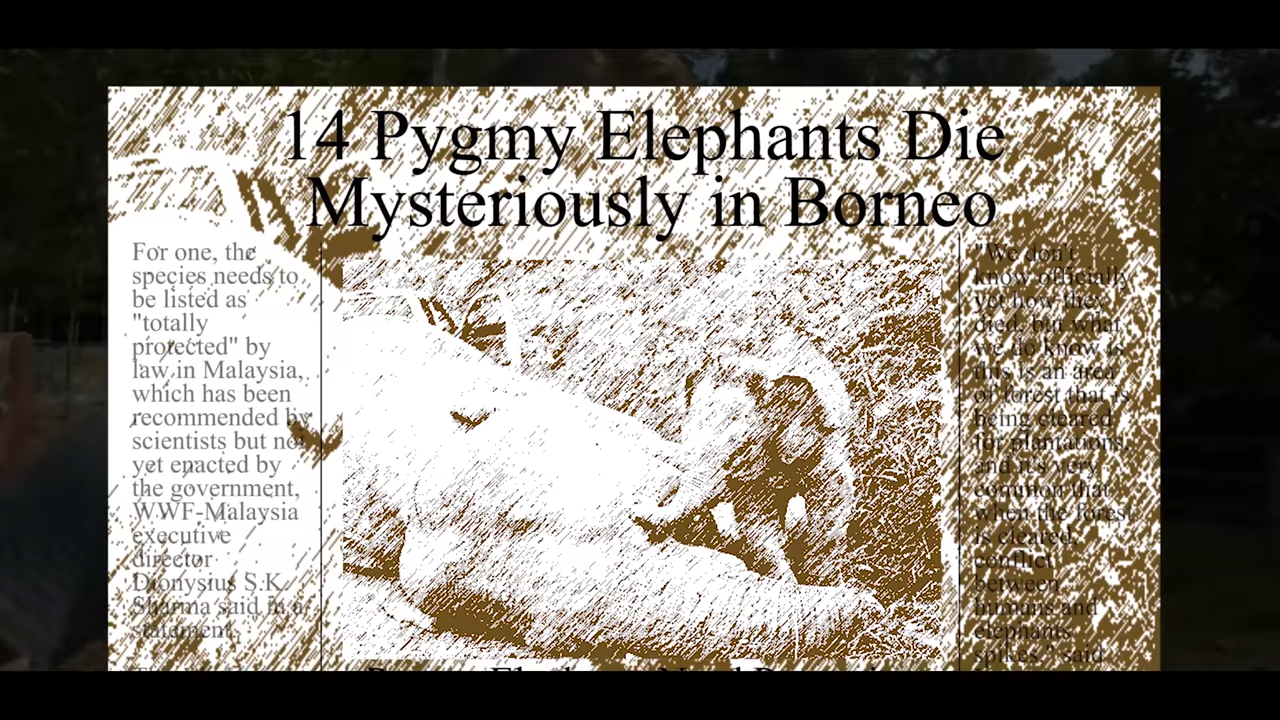 14 Pygmy Elephants Die
Mysteriously in Borneo
For one, the
species needs to
be listed as
"totally
protected" by
law in Malaysia,
which has been
recommended by
scientists but not
yet enacted by
the government,
WWF-Malaysia
executive
director
Dionysius S.K.
Sharma said in a
statement.
"We don't
know officially
yet how they
died, but what
we do know is
this is an area
of forest that is
being cleared
for plantations,
and it's very
common that
when the forest
is cleared,
conflict
between
humans and
elephants
spikes," said